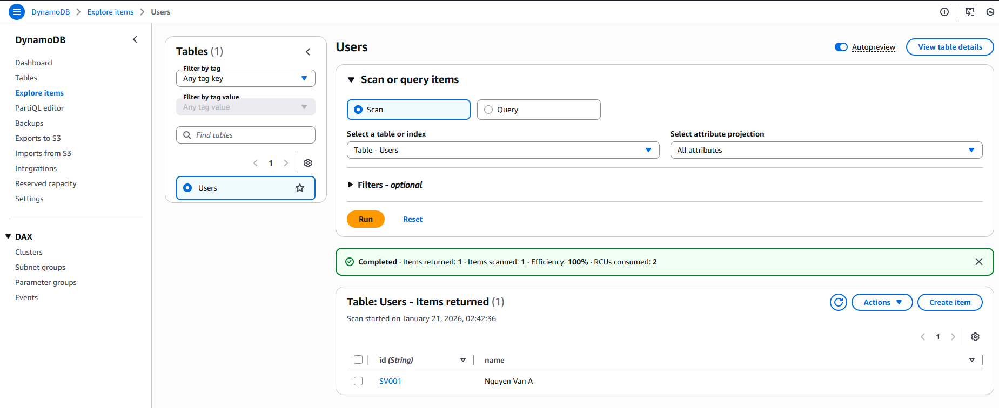 DynamoDB > Explore items > Users
DynamoDB
Dashboard
Tables
Explore items
PartiQL editor
Backups
Exports to S3
Imports from S3
Integrations
Reserved capacity
Settings
DAX
Clusters
Subnet groups
Parameter groups
Events
Tables (1)
Filter by tag
Any tag key
Filter by tag value
Any tag value
Find tables
1
Users
Users
Autopreview
View table details
Scan or query items
Scan
Query
Select a table or index
Table - Users
Select attribute projection
All attributes
Filters - optional
Run
Reset
Completed · Items returned: 1 · Items scanned: 1 · Efficiency: 100% · RCUs consumed: 2
Table: Users - Items returned (1)
Actions
Create item
Scan started on January 21, 2026, 02:42:36
1
id (String)
name
SV001
Nguyen Van A